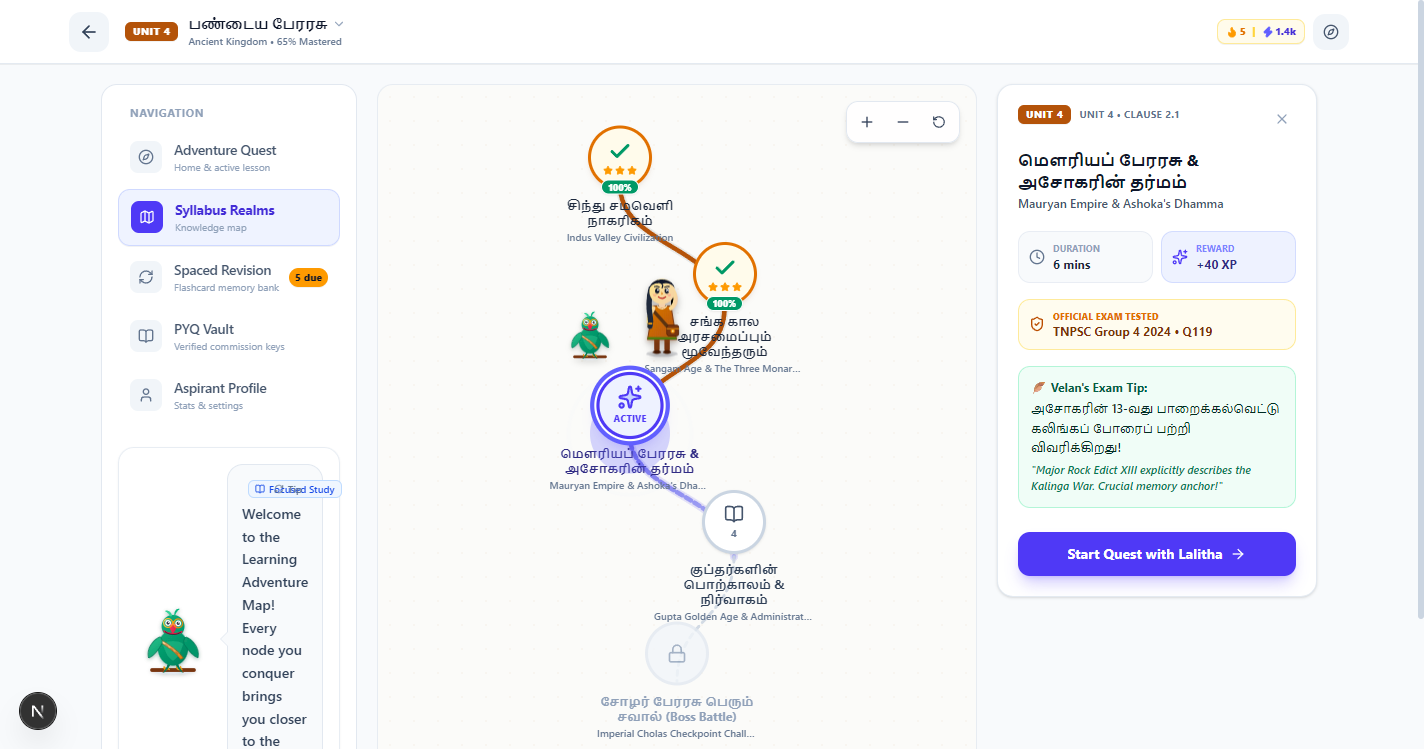 UNIT 4
பண்டைய பேரரசு
Ancient Kingdom • 65% Mastered
5
1.4k
NAVIGATION
Adventure Quest
Home & active lesson
Syllabus Realms
Knowledge map
Spaced Revision
Flashcard memory bank
5 due
PYQ Vault
Verified commission keys
Aspirant Profile
Stats & settings
Focused Study
Welcome
to the
Learning
Adventure
Map!
Every
node you
conquer
brings
you closer
to the
N
100%
சிந்து சமவெளி
நாகரிகம்
Indus Valley Civilization
100%
சங்க கால
அரசமைப்பும்
மூவேந்தரும்
Sangam Age & The Three Monar...
ACTIVE
மௌரியப் பேரரசு &
அசோகரின் தர்மம்
Mauryan Empire & Ashoka's Dha...
4
குப்தர்களின்
பொற்காலம் &
நிர்வாகம்
Gupta Golden Age & Administrat...
சோழர் பேரரசு பெரும்
சவால் (Boss Battle)
Imperial Cholas Checkpoint Chall...
UNIT 4
UNIT 4 • CLAUSE 2.1
மௌரியப் பேரரசு &
அசோகரின் தர்மம்
Mauryan Empire & Ashoka's Dhamma
DURATION
6 mins
REWARD
+40 XP
OFFICIAL EXAM TESTED
TNPSC Group 4 2024 • Q119
Velan's Exam Tip:
அசோகரின் 13-வது பாறைக்கல்வெட்டு
கலிங்கப் போரைப் பற்றி
விவரிக்கிறது!
"Major Rock Edict XIII explicitly describes the
Kalinga War. Crucial memory anchor!"
Start Quest with Lalitha